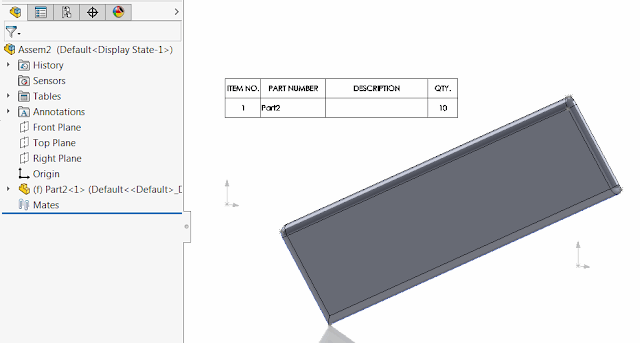 Assem2 (Default<Display State-1>)
History
Sensors
Tables
Annotations
Front Plane
Top Plane
Right Plane
Origin
(f) Part2<1> (Default<<Default>_D
Mates
ITEM NO. PART NUMBER DESCRIPTION QTY.
1 Part2 10